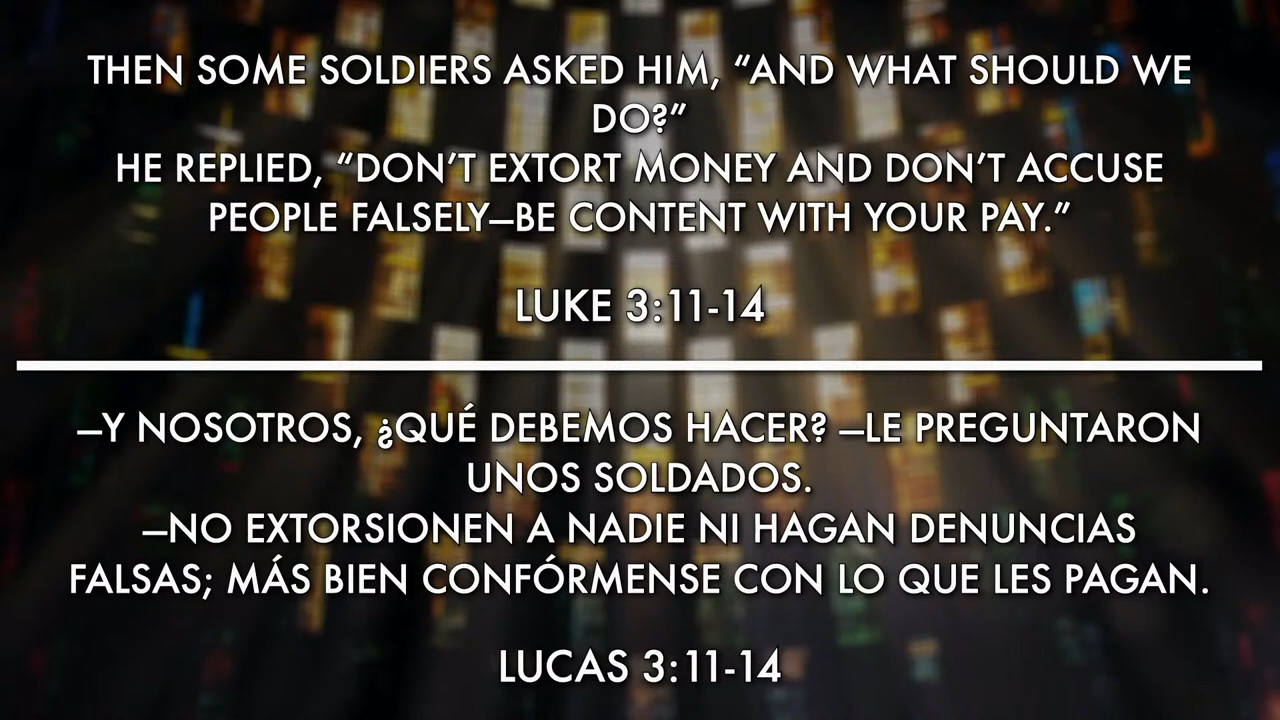 THEN SOME SOLDIERS ASKED HIM, “AND WHAT SHOULD WE
DO?”
HE REPLIED, “DON’T EXTORT MONEY AND DON’T ACCUSE
PEOPLE FALSELY—BE CONTENT WITH YOUR PAY.”
LUKE 3:11-14
—Y NOSOTROS, ¿QUÉ DEBEMOS HACER? —LE PREGUNTARON
UNOS SOLDADOS.
—NO EXTORSIONEN A NADIE NI HAGAN DENUNCIAS
FALSAS; MÁS BIEN CONFÓRMENSE CON LO QUE LES PAGAN.
LUCAS 3:11-14